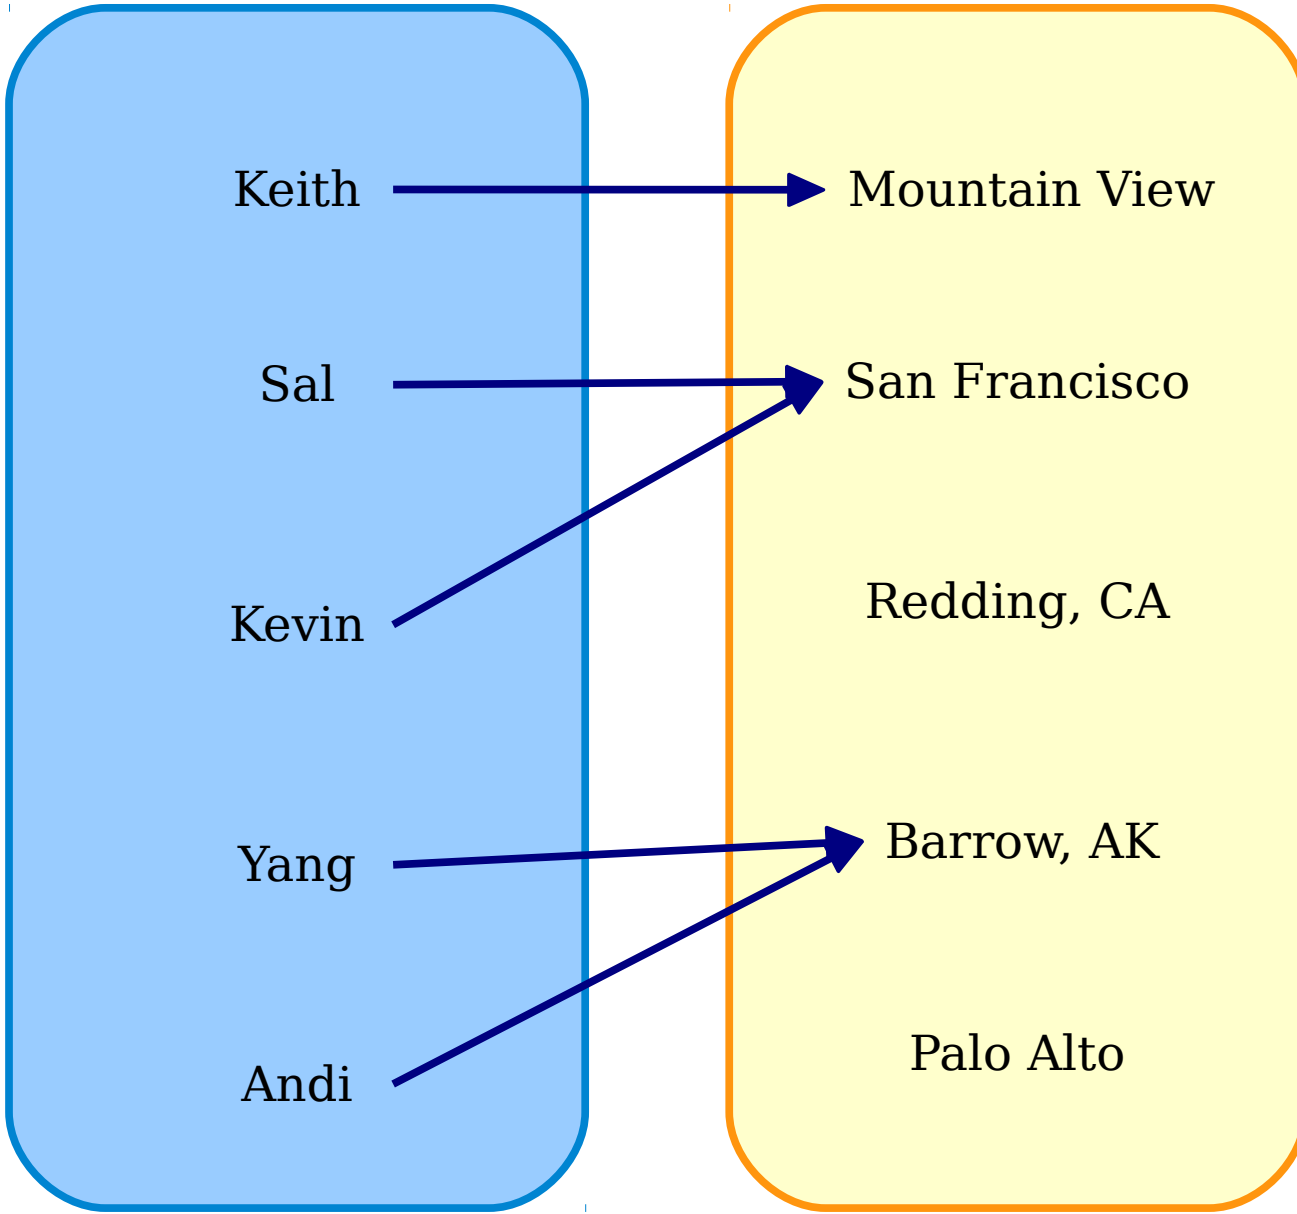 Keith
Mountain View
Sal
San Francisco
Kevin
Redding, CA
Yang
Barrow, AK
Andi
Palo Alto